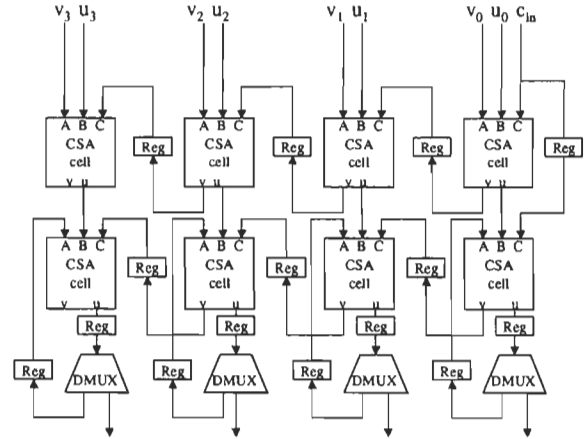 v3 u3 v2 u2 v1 u1 v0 u0 cin
A B C A B C A B C A B C
CSA Reg CSA Reg CSA Reg CSA Reg
cell cell cell cell
v u v u v u v u
A B C A B C A B C A B C
CSA Reg CSA Reg CSA Reg CSA
cell cell cell cell
v u v u v u v u
Reg Reg Reg Reg
Reg DMUX Reg DMUX Reg DMUX Reg DMUX